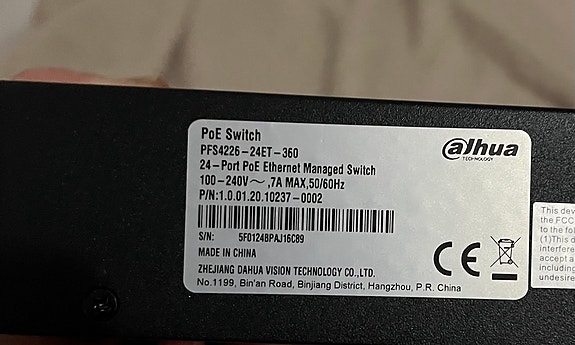 PoE Switch
PFS4226-24ET-360
24-Port PoE Ethernet Managed Switch
100-240V～,7A MAX,50/60Hz
P/N:1.0.01.20.10237-0002
S/N: 5F0124BPAJ16C89
MADE IN CHINA
ZHEJIANG DAHUA VISION TECHNOLOGY CO.,LTD.
No.1199, Bin'an Road, Binjiang District, Hangzhou, P.R. China
alhua
TECHNOLOGY
CE
This dev
the FCC
to the fol
(1)This d
interfere
accept a
including
undesire